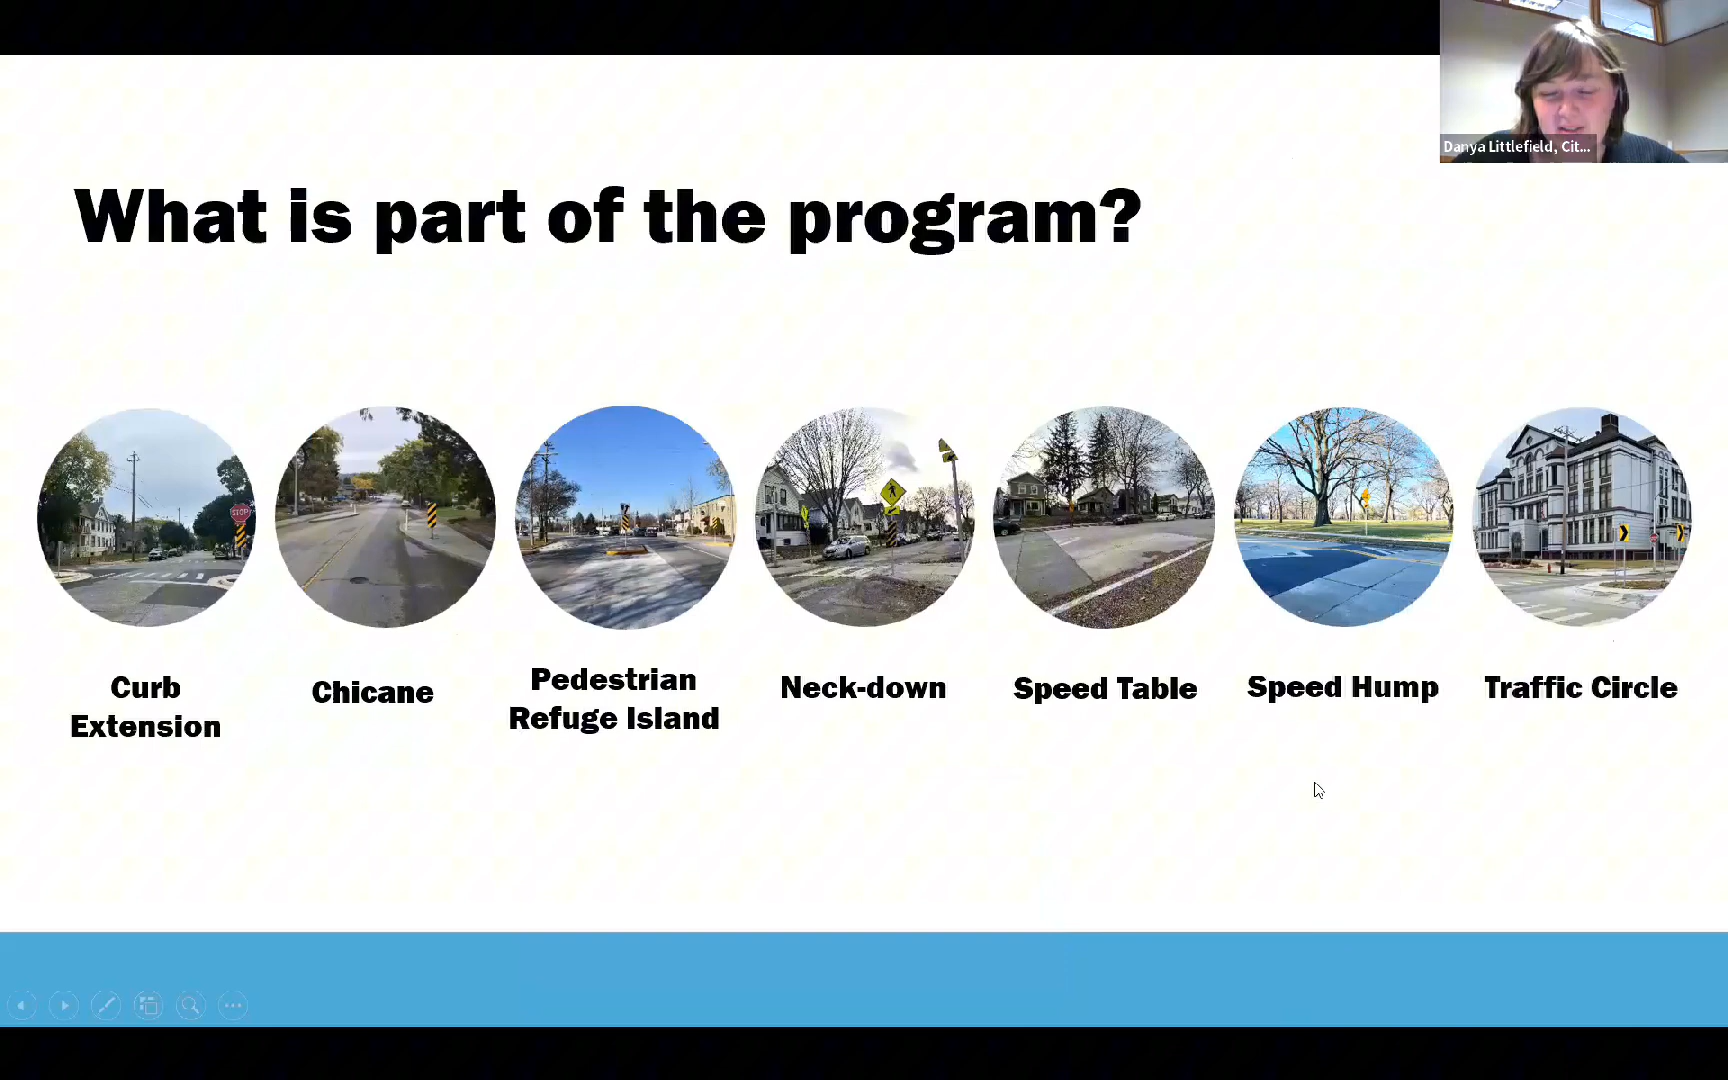 Danya Littlefield, Cit...
What is part of the program?
STOP
Curb
Extension
Chicane
Pedestrian
Refuge Island
Neck-down
Speed Table
Speed Hump
Traffic Circle